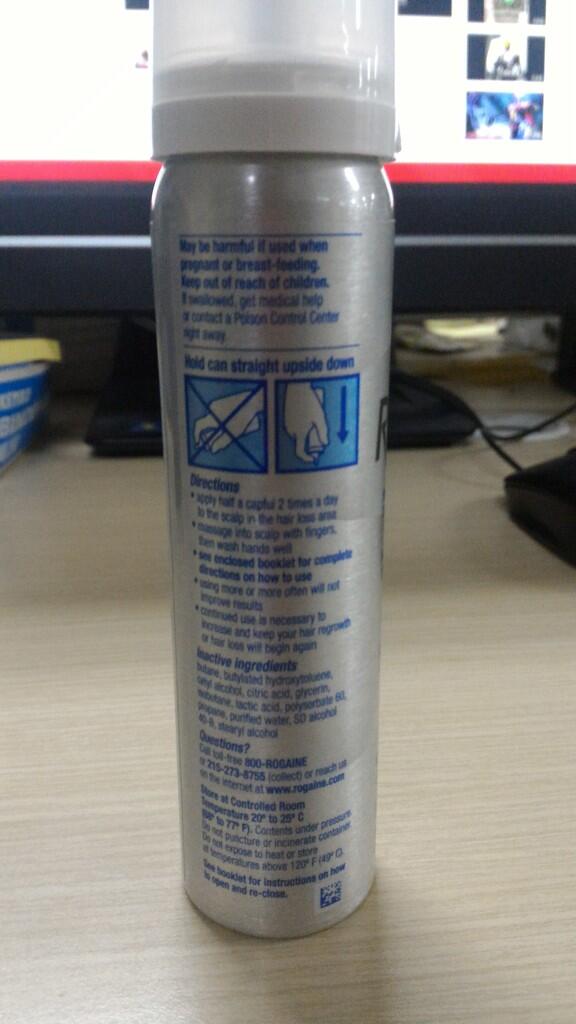 May be harmful if used when
pregnant or breast-feeding.
Keep out of reach of children.
If swallowed, get medical help
or contact a Poison Control Center
right away.
Hold can straight upside down
R
Directions
• apply half a capful 2 times a day
to the scalp in the hair loss area
• massage into scalp with fingers,
then wash hands well
• see enclosed booklet for complete
directions on how to use
• using more or more often will not
improve results
• continued use is necessary to
increase and keep your hair regrowth
or hair loss will begin again
Inactive ingredients
butane, butylated hydroxytoluene,
cetyl alcohol, citric acid, glycerin,
isobutane, lactic acid, polysorbate 60,
propane, purified water, SD alcohol
40-B, stearyl alcohol
Questions?
Call toll-free 800-ROGAINE
or 215-273-8755 (collect) or reach us
on the internet at www.rogaine.com
Store at Controlled Room
Temperature 20° to 25° C
(68° to 77° F). Contents under pressure.
Do not puncture or incinerate container.
Do not expose to heat or store
at temperatures above 120° F (49° C).
See booklet for instructions on how
to open and re-close.